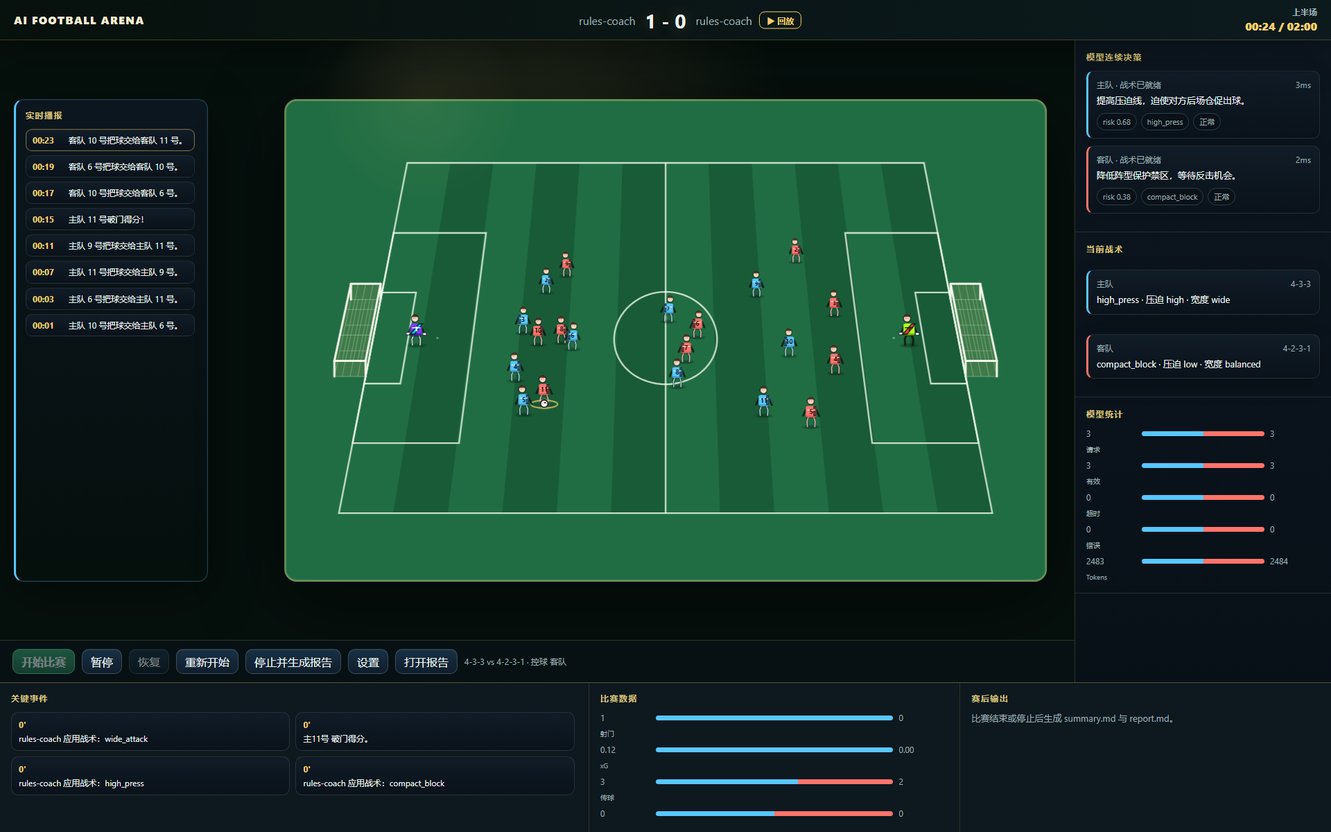 AI FOOTBALL ARENA
rules-coach 1 - 0 rules-coach ▶ 回放
上半场
00:24 / 02:00
实时播报
00:23 客队 10 号把球交给客队 11 号。
00:19 客队 6 号把球交给客队 10 号。
00:17 客队 10 号把球交给客队 6 号。
00:15 主队 11 号破门得分！
00:11 主队 9 号把球交给主队 11 号。
00:07 主队 11 号把球交给主队 9 号。
00:03 主队 6 号把球交给主队 11 号。
00:01 主队 10 号把球交给主队 6 号。
模型连续决策
主队 · 战术已就绪 3ms
提高压迫线，迫使对方后场仓促出球。
risk 0.68 high_press 正常
客队 · 战术已就绪 2ms
降低阵型保护禁区，等待反击机会。
risk 0.38 compact_block 正常
当前战术
主队 4-3-3
high_press · 压迫 high · 宽度 wide
客队 4-2-3-1
compact_block · 压迫 low · 宽度 balanced
模型统计
3 3
请求
3 3
有效
0 0
超时
0 0
错误
2483 2484
Tokens
开始比赛 暂停 恢复 重新开始 停止并生成报告 设置 打开报告 4-3-3 vs 4-2-3-1 · 控球 客队
关键事件
0'
rules-coach 应用战术：wide_attack
0'
主11号 破门得分。
0'
rules-coach 应用战术：high_press
0'
rules-coach 应用战术：compact_block
比赛数据
1 0
射门
0.12 0.00
xG
3 2
传球
0 0
赛后输出
比赛结束或停止后生成 summary.md 与 report.md。